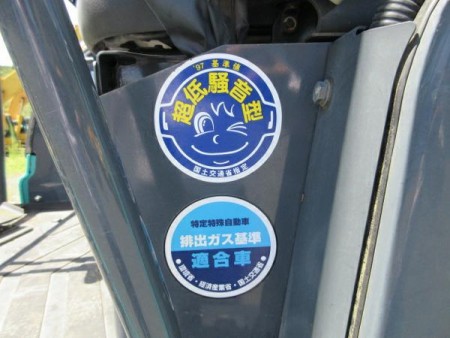 '97 基準値
超低騒音型
国土交通省指定
特定特殊自動車
排出ガス基準
適合車
環境省・経済産業省・国土交通省